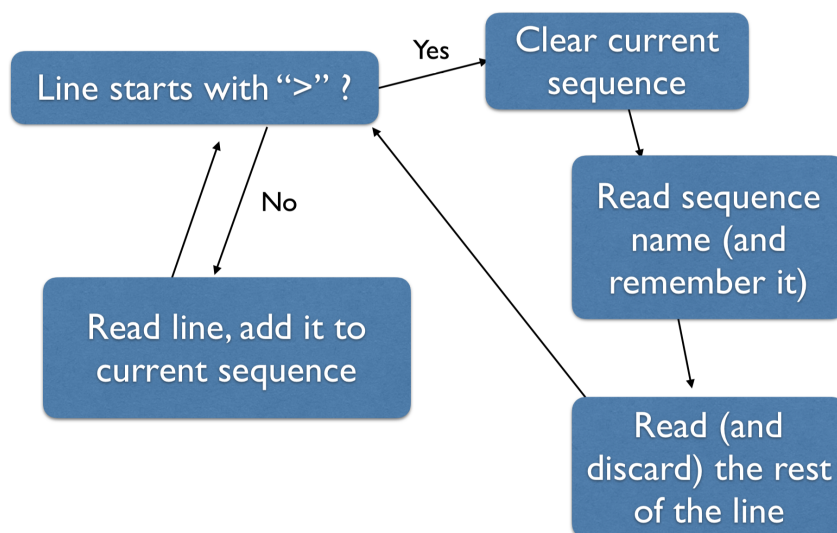 Line starts with “>” ?
Yes
Clear current
sequence
No
Read sequence
name (and
remember it)
Read line, add it to
current sequence
Read (and
discard) the rest
of the line